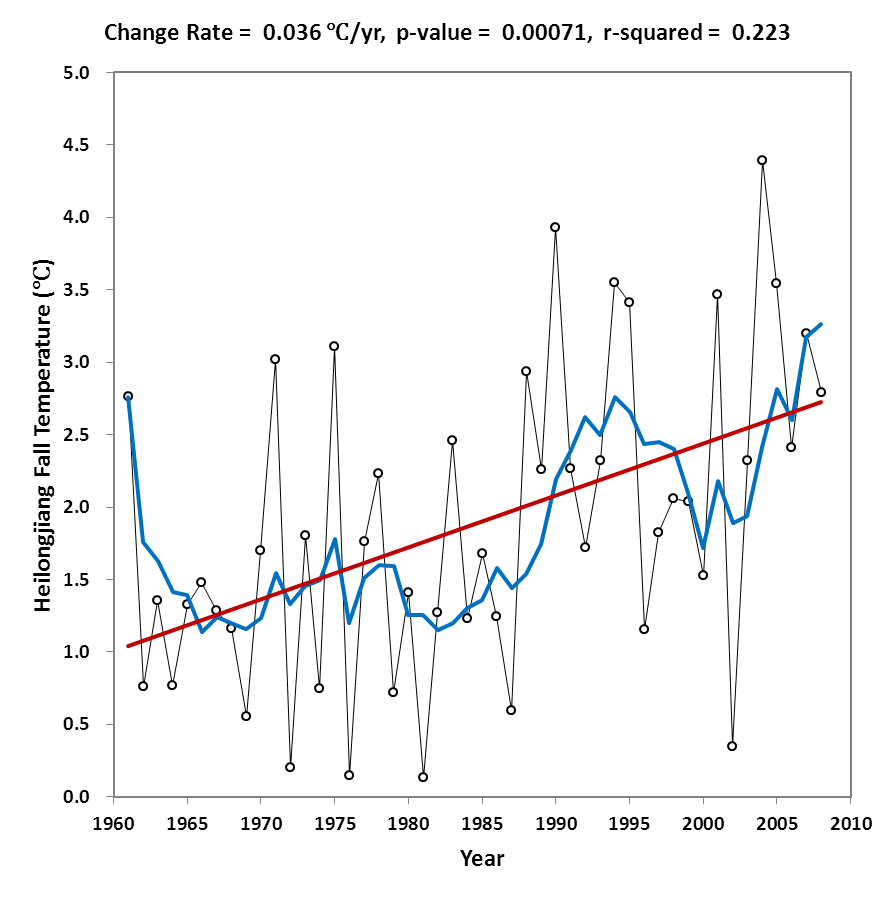 Change Rate = 0.036 ℃/yr, p-value = 0.00071, r-squared = 0.223
5.0
4.5
4.0
3.5
3.0
2.5
2.0
1.5
1.0
0.5
0.0
Heilongjiang Fall Temperature (℃)
1960 1965 1970 1975 1980 1985 1990 1995 2000 2005 2010
Year